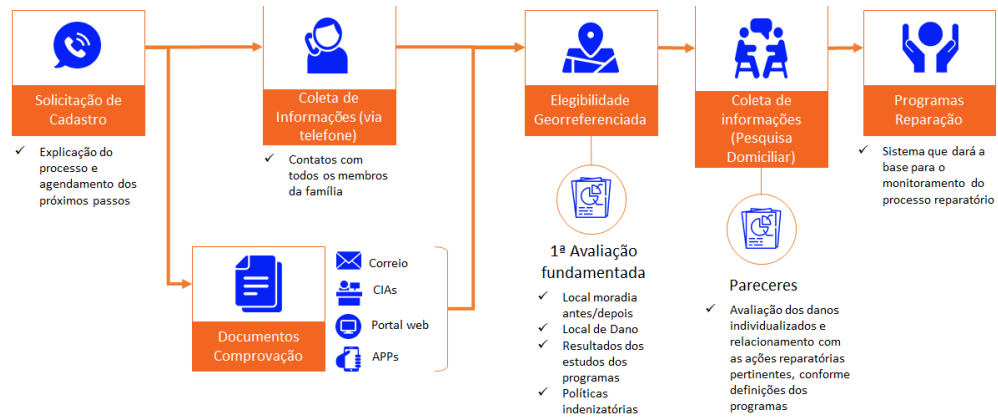 Solicitação de
Cadastro
✓ Explicação do
processo e
agendamento dos
próximos passos
Coleta de
Informações (via
telefone)
✓ Contatos com
todos os membros
da família
Documentos
Comprovação
Correio
CIAs
Portal web
APPs
Elegibilidade
Georreferenciada
1ª Avaliação
fundamentada
✓ Local moradia
antes/depois
✓ Local de Dano
✓ Resultados dos
estudos dos
programas
✓ Políticas
indenizatórias
Coleta de
informações
(Pesquisa
Domiciliar)
Pareceres
✓ Avaliação dos danos
individualizados e
relacionamento com
as ações reparatórias
pertinentes, conforme
definições dos
programas
Programas
Reparação
✓ Sistema que dará a
base para o
monitoramento do
processo reparatório